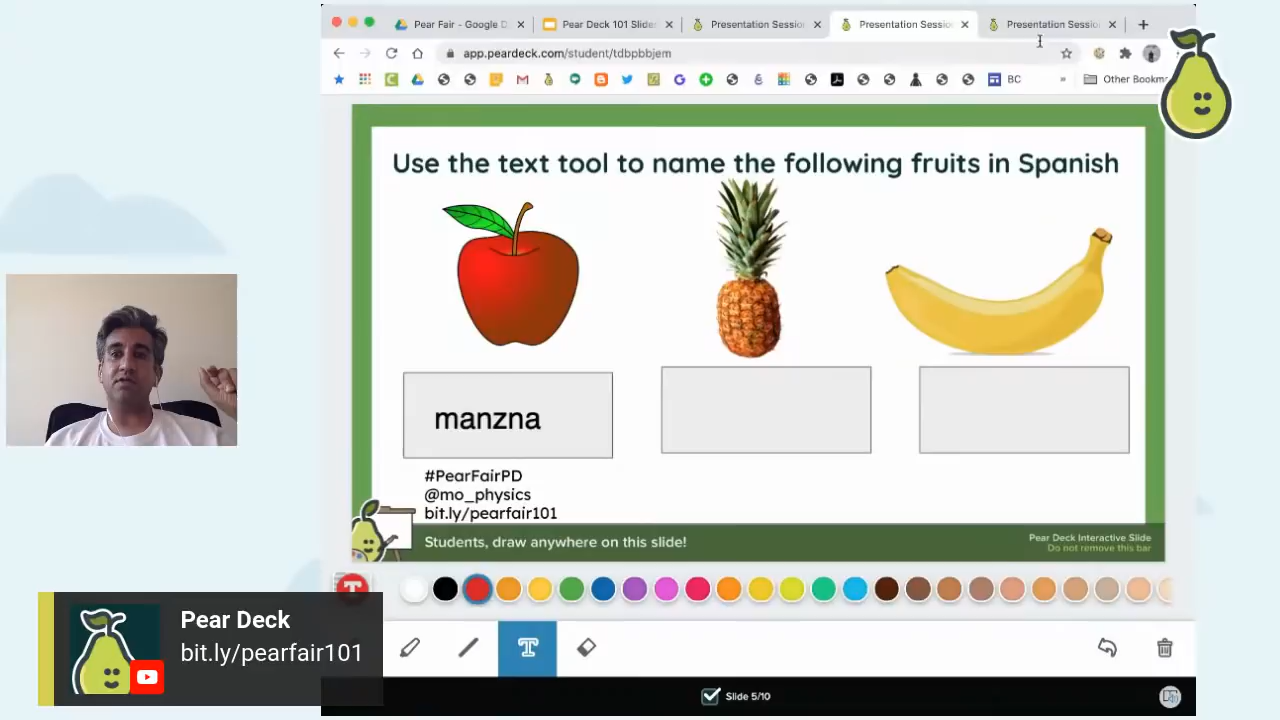 Pear Fair - Google D
Pear Deck 101 Slides
Presentation Sessio
Presentation Sessio
Presentation Sessio
app.peardeck.com/student/tdbpbbjem
BC
Other Bookm
Use the text tool to name the following fruits in Spanish
manzna
#PearFairPD
@mo_physics
bit.ly/pearfair101
Students, draw anywhere on this slide!
Pear Deck Interactive Slide
Do not remove this bar
T
Pear Deck
bit.ly/pearfair101
T
Slide 5/10